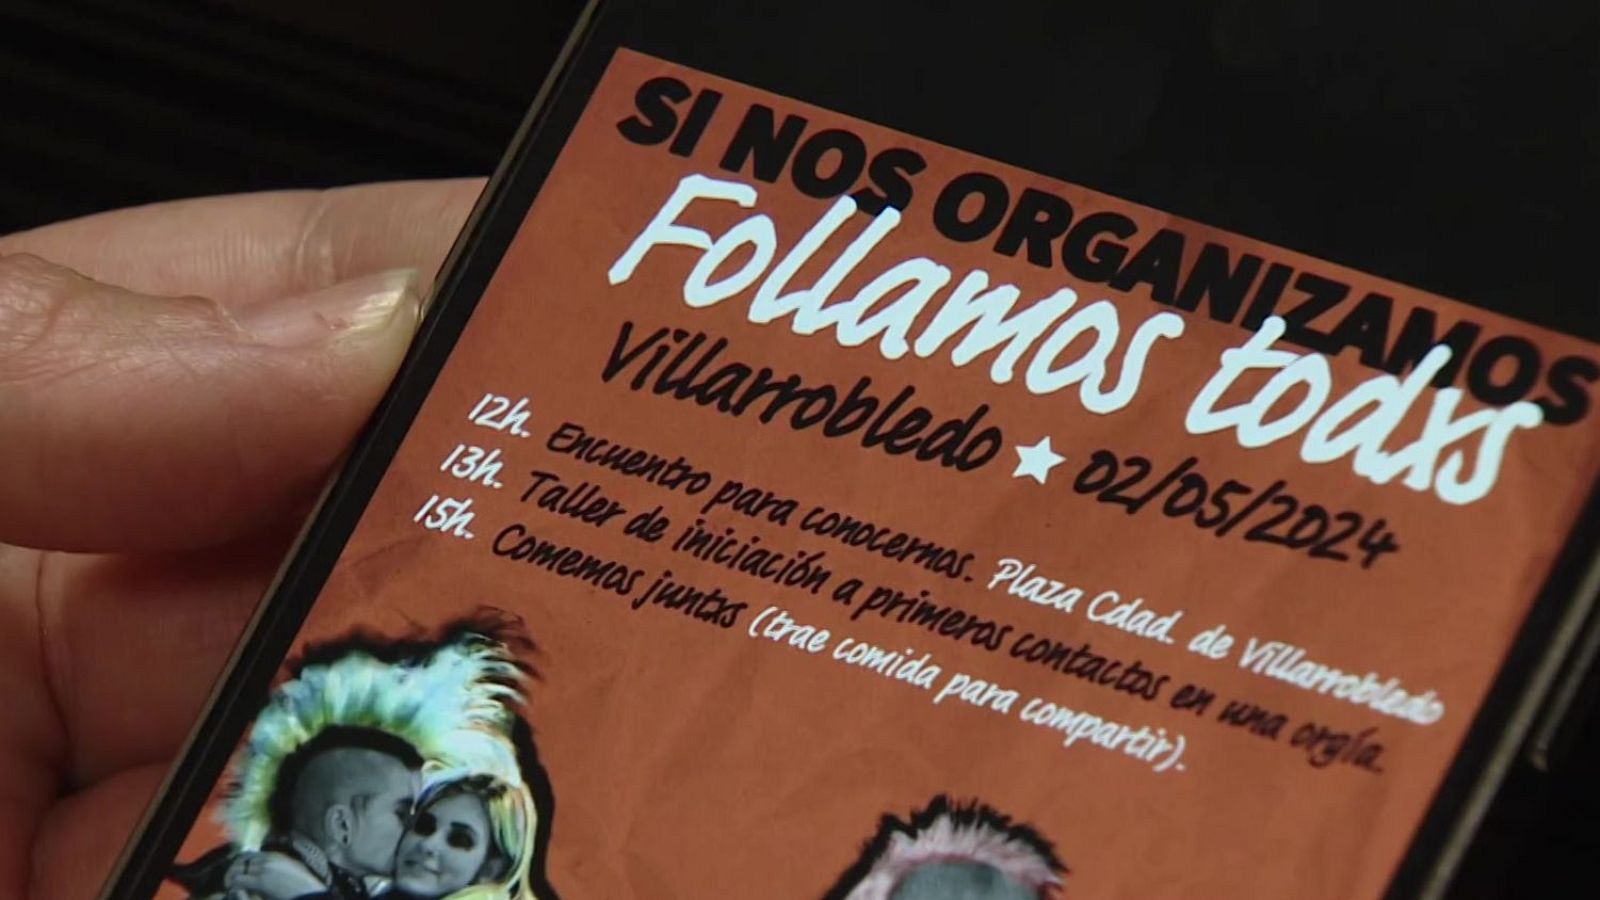 SI NOS ORGANIZAMOS
Follamos todxs
Villarrobledo ★ 02/05/2024
12h. Encuentro para conocernos. Plaza Cdad. de Villarrobledo
13h. Taller de iniciación a primeros contactos en una orgía.
15h. Comemos juntxs (trae comida para compartir).